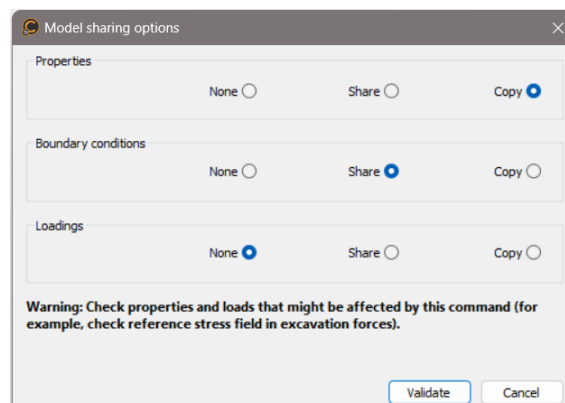 Model sharing options
Properties
None Share Copy
Boundary conditions
None Share Copy
Loadings
None Share Copy
Warning: Check properties and loads that might be affected by this command (for
example, check reference stress field in excavation forces).
Validate Cancel